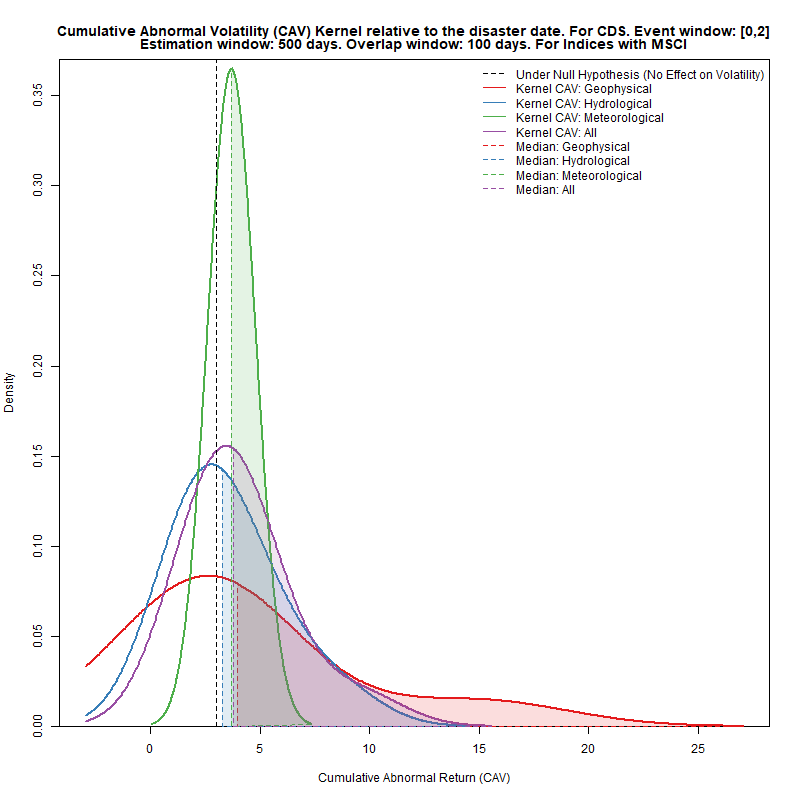 Cumulative Abnormal Volatility (CAV) Kernel relative to the disaster date. For CDS. Event window: [0,2]
Estimation window: 500 days. Overlap window: 100 days. For Indices with MSCI
Under Null Hypothesis (No Effect on Volatility)
Kernel CAV: Geophysical
Kernel CAV: Hydrological
Kernel CAV: Meteorological
Kernel CAV: All
Median: Geophysical
Median: Hydrological
Median: Meteorological
Median: All
0.35
0.30
0.25
0.20
0.15
0.10
0.05
0.00
Density
0 5 10 15 20 25
Cumulative Abnormal Return (CAV)